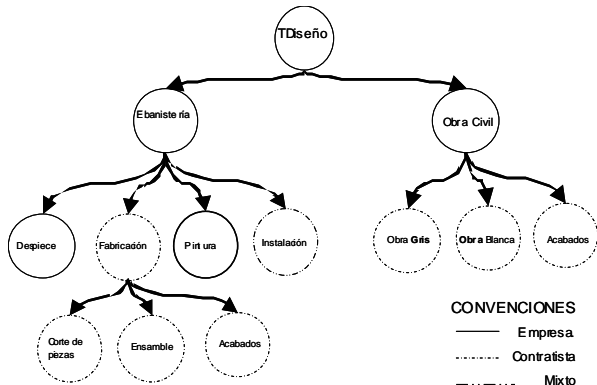 TDiseño
Ebanistería
Obra Civil
Despiece
Fabricación
Pintura
Instalación
Obra Gris
Obra Blanca
Acabados
Corte de
piezas
Ensamble
Acabados
CONVENCIONES
Empresa
Contratista
Mixto